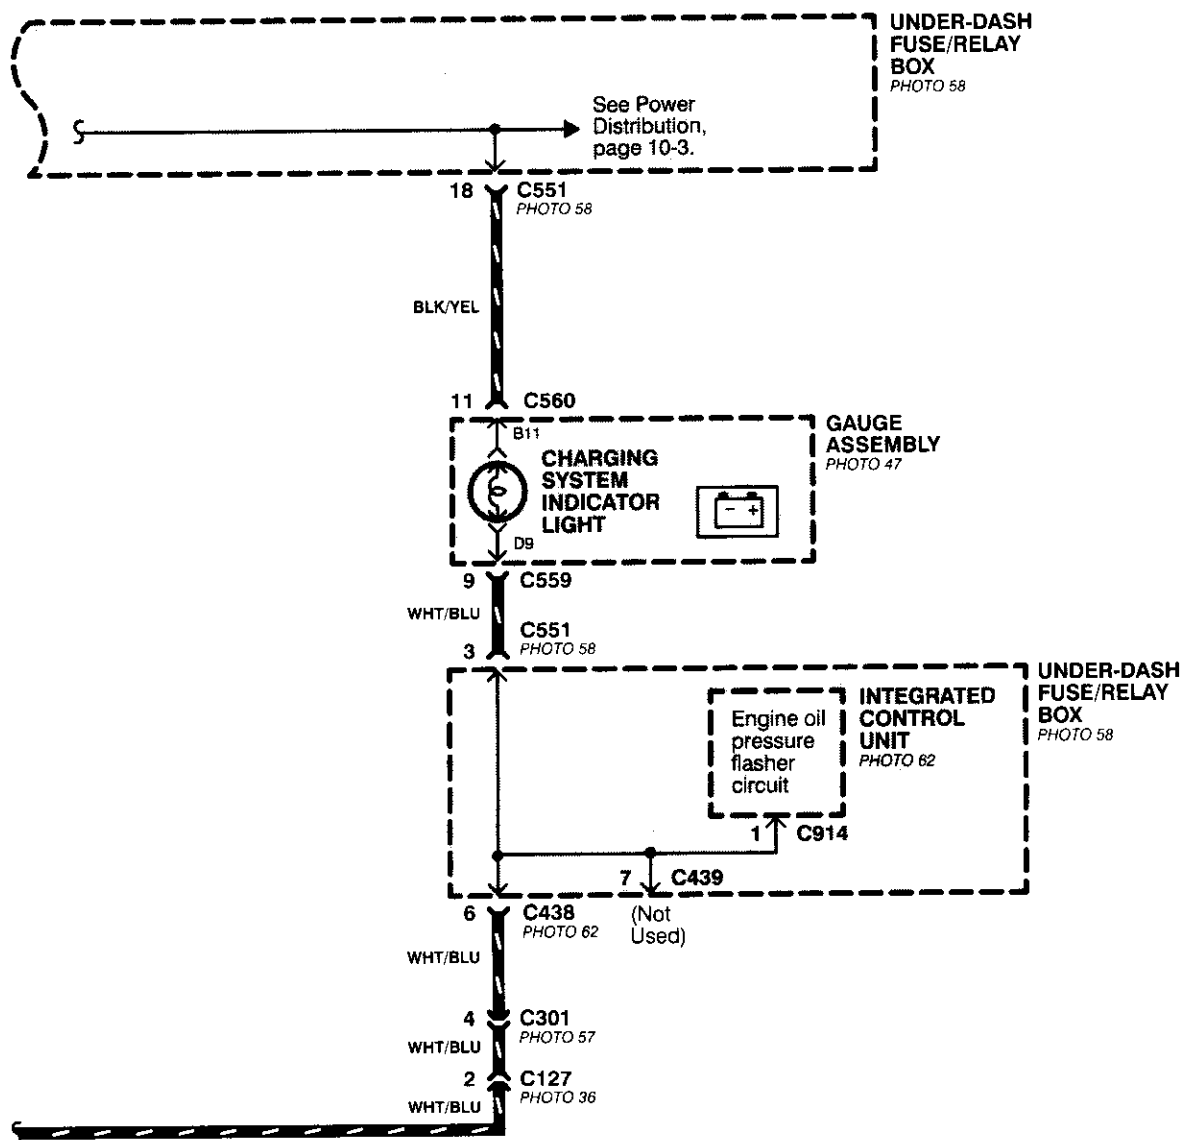 UNDER-DASH
FUSE/RELAY
BOX
PHOTO 58
See Power
Distribution,
page 10-3.
18
C551
PHOTO 58
BLK/YEL
11
C560
B11
GAUGE
ASSEMBLY
PHOTO 47
CHARGING
SYSTEM
INDICATOR
LIGHT
- +
D9
9
C559
WHT/BLU
C551
3
PHOTO 58
UNDER-DASH
FUSE/RELAY
BOX
PHOTO 58
INTEGRATED
CONTROL
UNIT
PHOTO 62
Engine oil
pressure
flasher
circuit
1
C914
7
C439
6
C438
PHOTO 62
(Not
Used)
WHT/BLU
4
C301
PHOTO 57
WHT/BLU
2
C127
PHOTO 36
WHT/BLU